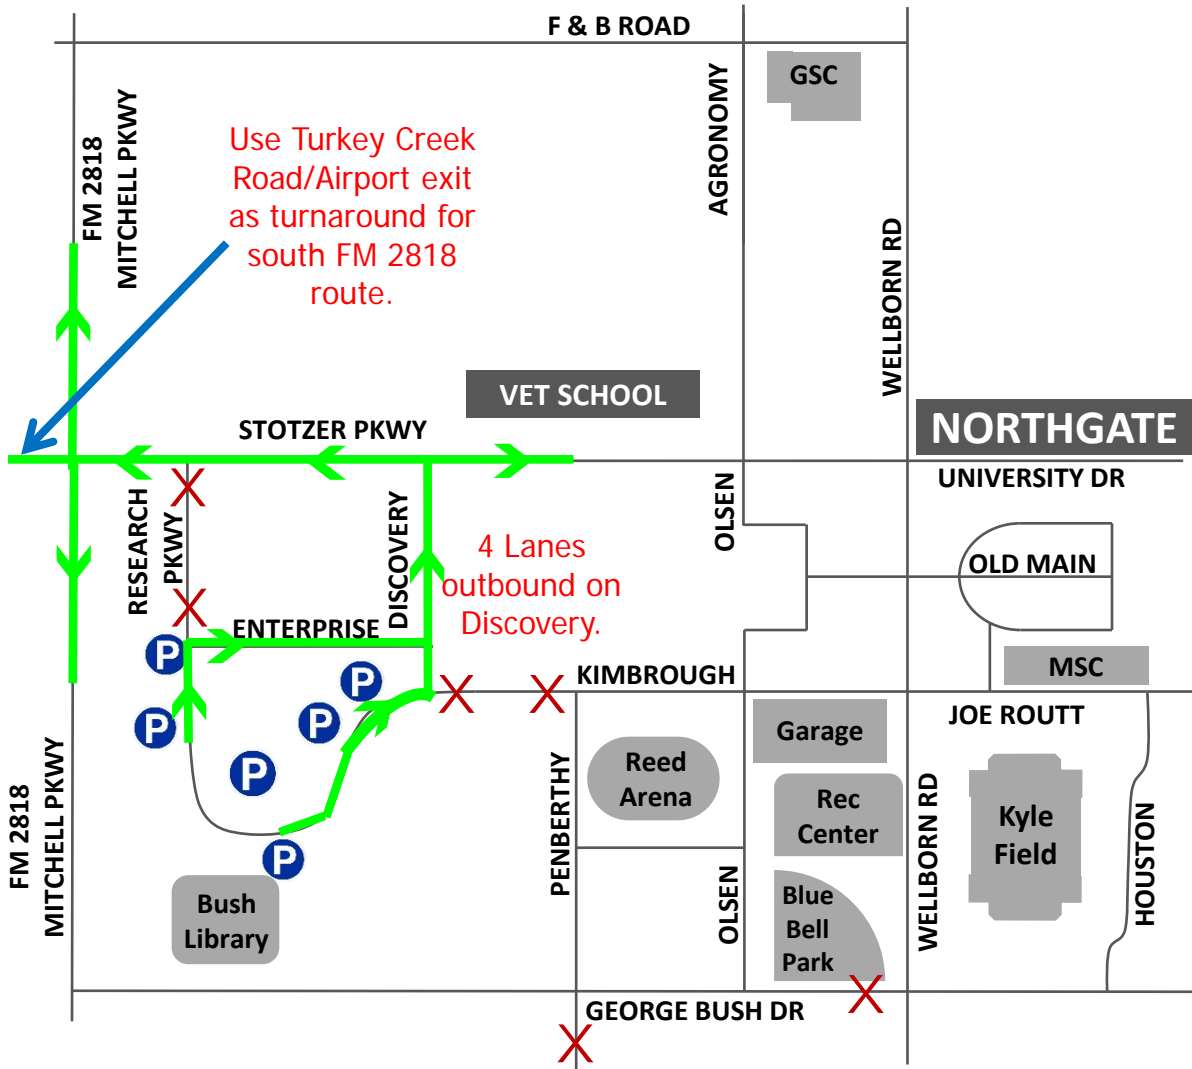 F & B ROAD
GSC
AGRONOMY
FM 2818
MITCHELL PKWY
Use Turkey Creek
Road/Airport exit
as turnaround for
south FM 2818
route.
WELLBORN RD
VET SCHOOL
NORTHGATE
STOTZER PKWY
UNIVERSITY DR
RESEARCH
PKWY
DISCOVERY
OLSEN
4 Lanes
outbound on
Discovery.
OLD MAIN
ENTERPRISE
P
MSC
KIMBROUGH
P
P
P
JOE ROUTT
Garage
P
Reed
Arena
PENBERTHY
Rec
Center
WELLBORN RD
Kyle
Field
HOUSTON
FM 2818
MITCHELL PKWY
P
Bush
Library
OLSEN
Blue
Bell
Park
GEORGE BUSH DR